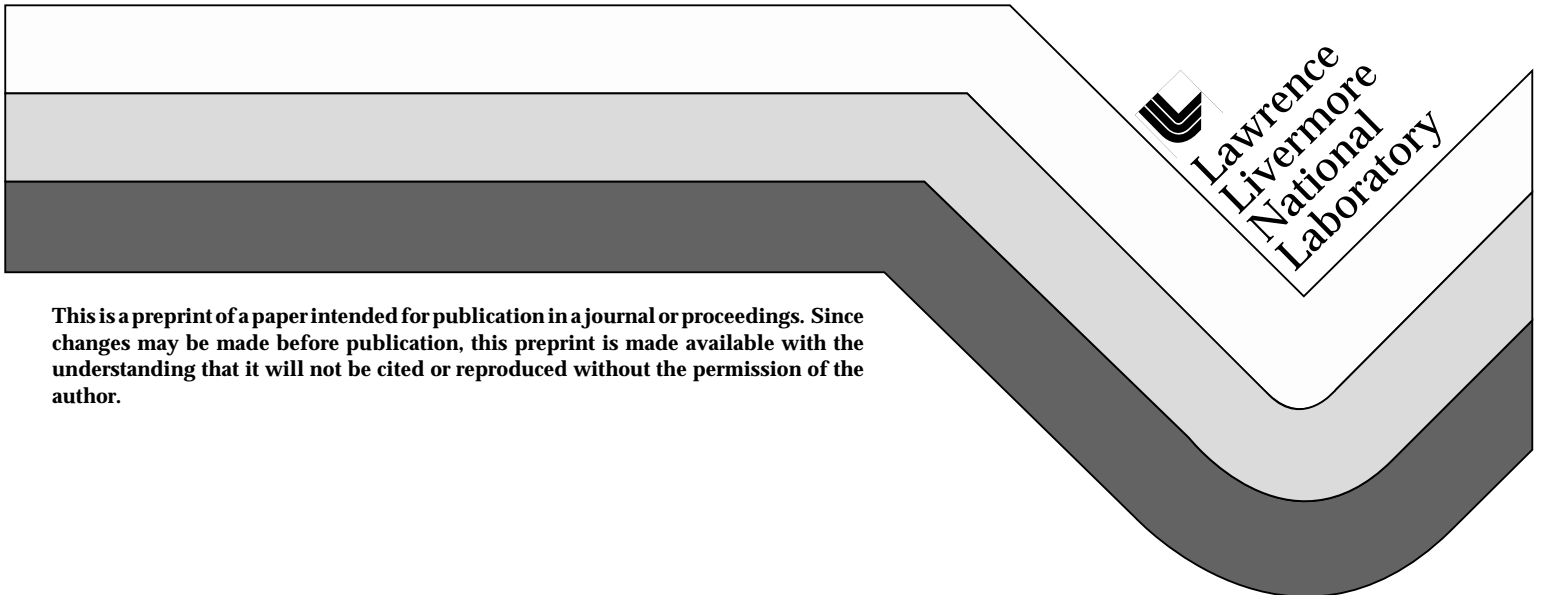 Lawrence
Livermore
National
Laboratory
This is a preprint of a paper intended for publication in a journal or proceedings. Since
changes may be made before publication, this preprint is made available with the
understanding that it will not be cited or reproduced without the permission of the
author.